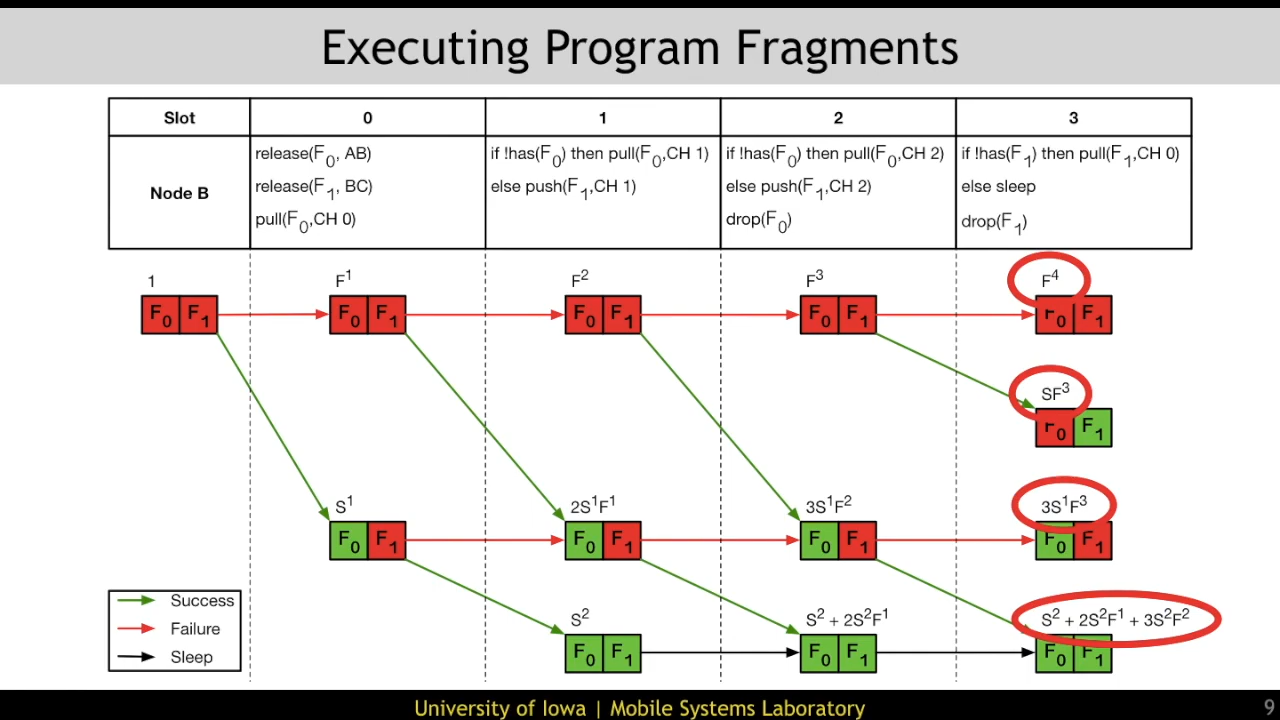 Executing Program Fragments
Slot 0 1 2 3
Node B
release(F₀, AB)
release(F₁, BC)
pull(F₀,CH 0)
if !has(F₀) then pull(F₀,CH 1)
else push(F₁,CH 1)
if !has(F₀) then pull(F₀,CH 2)
else push(F₁,CH 2)
drop(F₀)
if !has(F₁) then pull(F₁,CH 0)
else sleep
drop(F₁)
1 F¹ F² F³ F⁴
F₀ F₁ F₀ F₁ F₀ F₁ F₀ F₁ r₀ F₁
SF³
r₀ F₁
S¹ 2S¹F¹ 3S¹F² 3S¹F³
F₀ F₁ F₀ F₁ F₀ F₁ F₀ F₁
S² S² + 2S²F¹ S² + 2S²F¹ + 3S²F²
F₀ F₁ F₀ F₁ F₀ F₁
Success
Failure
Sleep
University of Iowa | Mobile Systems Laboratory
9